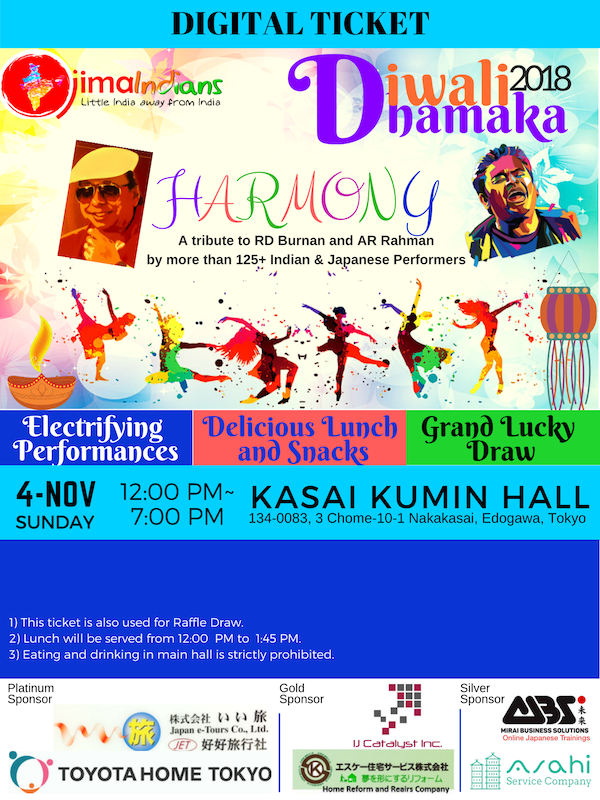 DIGITAL TICKET
jimaIndians
Little India away from India
Diwali 2018
Dhamaka
HARMONY
A tribute to RD Burnan and AR Rahman
by more than 125+ Indian & Japanese Performers
Electrifying
Performances
Delicious Lunch
and Snacks
Grand Lucky
Draw
4-NOV
SUNDAY
12:00 PM~
7:00 PM
KASAI KUMIN HALL
134-0083, 3 Chome-10-1 Nakakasai, Edogawa, Tokyo
1) This ticket is also used for Raffle Draw.
2) Lunch will be served from 12:00 PM to 1:45 PM.
3) Eating and drinking in main hall is strictly prohibited.
Platinum
Sponsor
旅
株式会社 いい旅
Japan e-Tours Co., Ltd.
JET 好好旅行社
TOYOTA HOME TOKYO
Gold
Sponsor
IJ Catalyst Inc.
エスケー住宅サービス株式会社
夢を形にするリフォーム
Home Reform and Reairs Company
Silver
Sponsor
MBS 未来
MIRAI BUSINESS SOLUTIONS
Online Japanese Trainings
asahi
Service Company